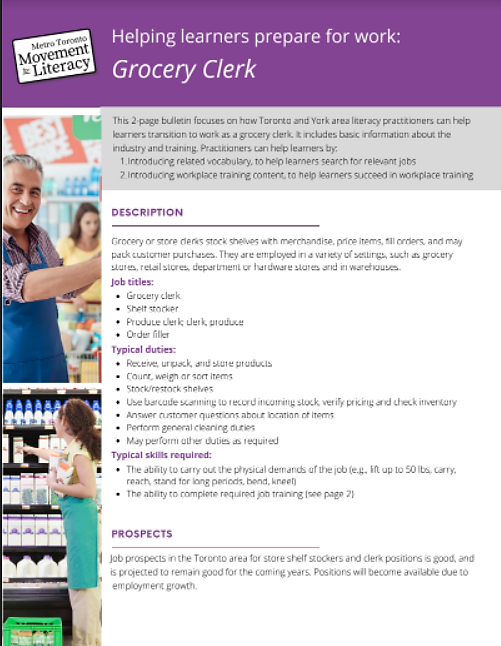 Metro Toronto
Movement
for
Literacy
Helping learners prepare for work:
Grocery Clerk
This 2-page bulletin focuses on how Toronto and York area literacy practitioners can help
learners transition to work as a grocery clerk. It includes basic information about the
industry and training. Practitioners can help learners by:
1.Introducing related vocabulary, to help learners search for relevant jobs
2.Introducing workplace training content, to help learners succeed in workplace training
DESCRIPTION
Grocery or store clerks stock shelves with merchandise, price items, fill orders, and may
pack customer purchases. They are employed in a variety of settings, such as grocery
stores, retail stores, department or hardware stores and in warehouses.
Job titles:
• Grocery clerk
• Shelf stocker
• Produce clerk; clerk, produce
• Order filler
Typical duties:
• Receive, unpack, and store products
• Count, weigh or sort items
• Stock/restock shelves
• Use barcode scanning to record incoming stock, verify pricing and check inventory
• Answer customer questions about location of items
• Perform general cleaning duties
• May perform other duties as required
Typical skills required:
• The ability to carry out the physical demands of the job (e.g., lift up to 50 lbs, carry,
reach, stand for long periods, bend, kneel)
• The ability to complete required job training (see page 2)
PROSPECTS
Job prospects in the Toronto area for store shelf stockers and clerk positions is good, and
is projected to remain good for the coming years. Positions will become available due to
employment growth.